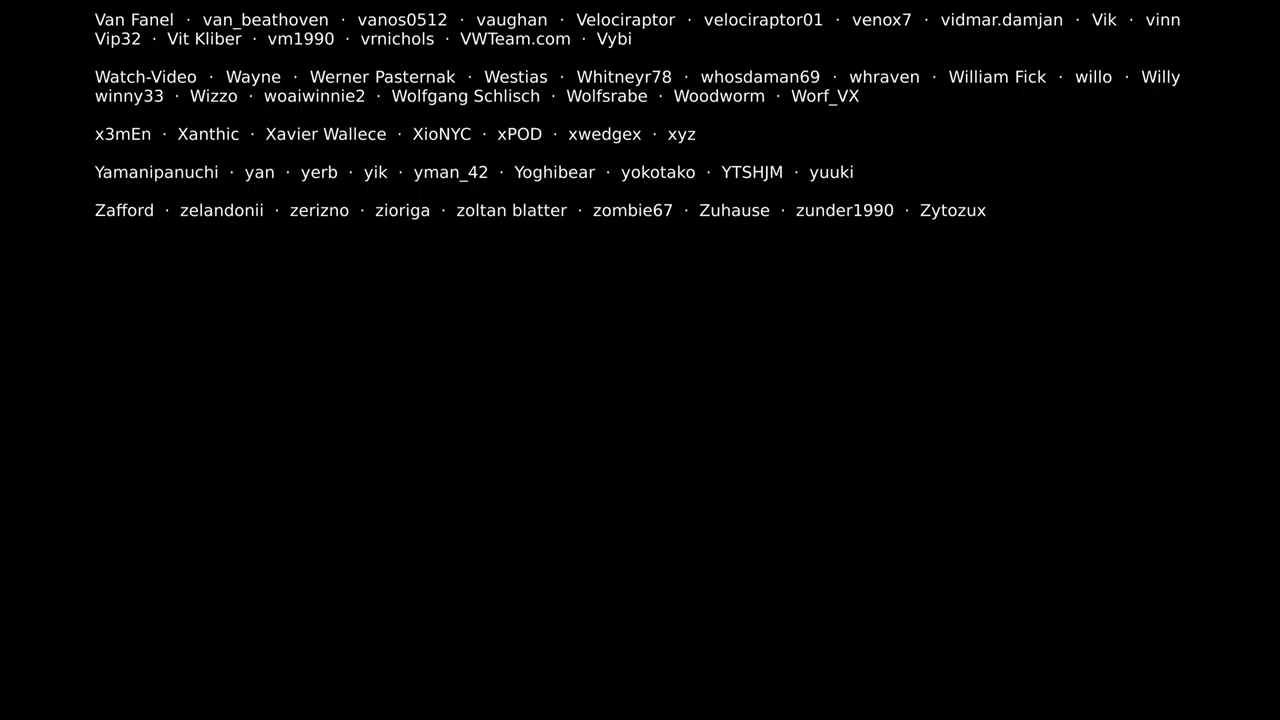 Van Fanel · van_beathoven · vanos0512 · vaughan · Velociraptor · velociraptor01 · venox7 · vidmar.damjan · Vik · vinn
Vip32 · Vit Kliber · vm1990 · vrnichols · VWTeam.com · Vybi
Watch-Video · Wayne · Werner Pasternak · Westias · Whitneyr78 · whosdaman69 · whraven · William Fick · willo · Willy
winny33 · Wizzo · woaiwinnie2 · Wolfgang Schlisch · Wolfsrabe · Woodworm · Worf_VX
x3mEn · Xanthic · Xavier Wallece · XioNYC · xPOD · xwedgex · xyz
Yamanipanuchi · yan · yerb · yik · yman_42 · Yoghibear · yokotako · YTSHJM · yuuki
Zafford · zelandonii · zerizno · zioriga · zoltan blatter · zombie67 · Zuhause · zunder1990 · Zytozux